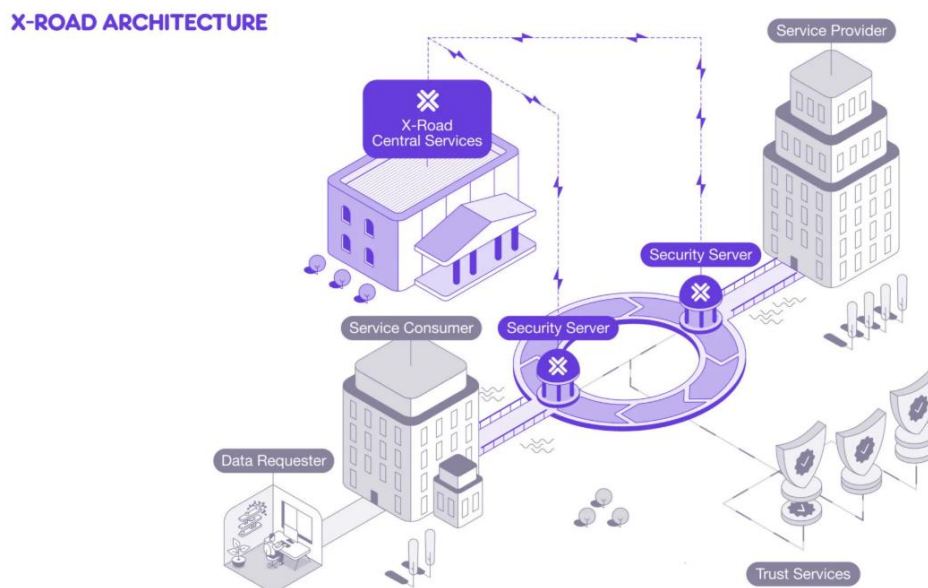 X-ROAD ARCHITECTURE
Service Provider
X-Road
Central Services
Security Server
Service Consumer
Security Server
Data Requester
Trust Services